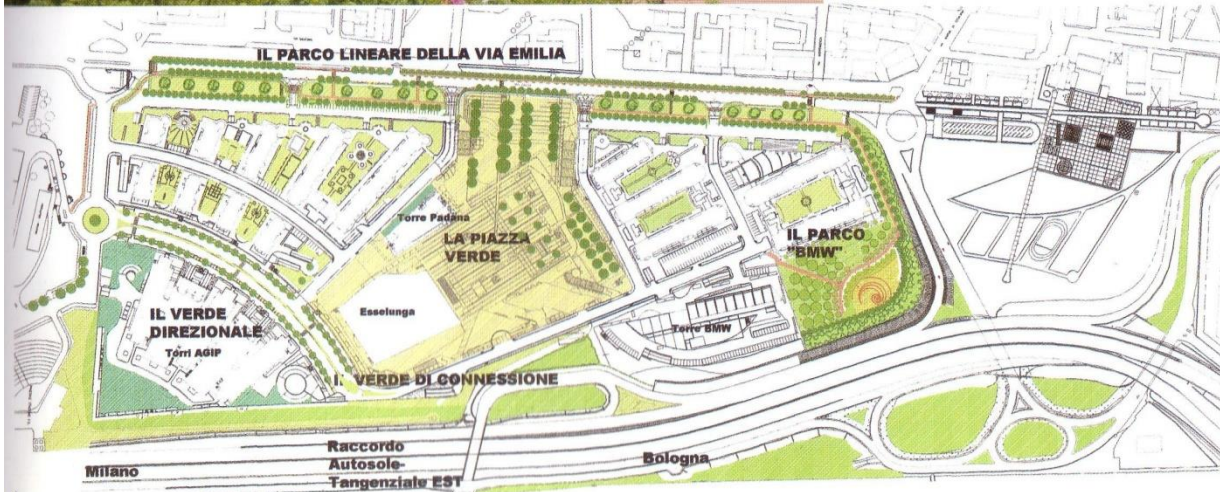 IL PARCO LINEARE DELLA VIA EMILIA
Torre Padana
LA PIAZZA
VERDE
IL PARCO
"BMW"
Esselunga
IL VERDE
DIREZIONALE
Torri AGIP
Torre BMW
IL VERDE DI CONNESSIONE
Raccordo
Autosole-
Tangenziale EST
Milano
Bologna